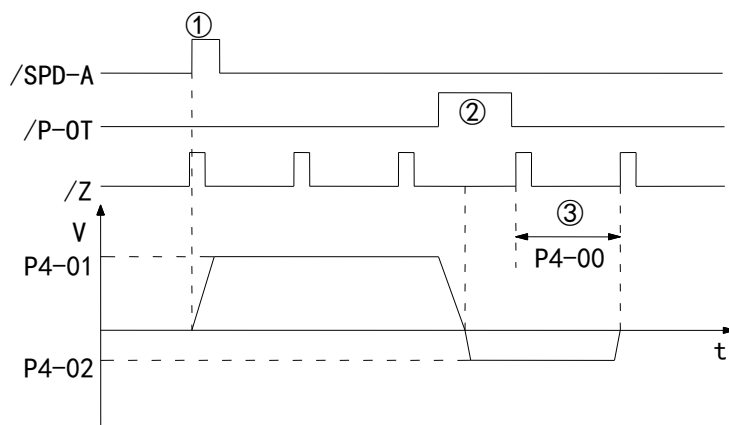 ①
/SPD-A
/P-OT
②
/Z
③
V
P4-01
P4-00
t
P4-02